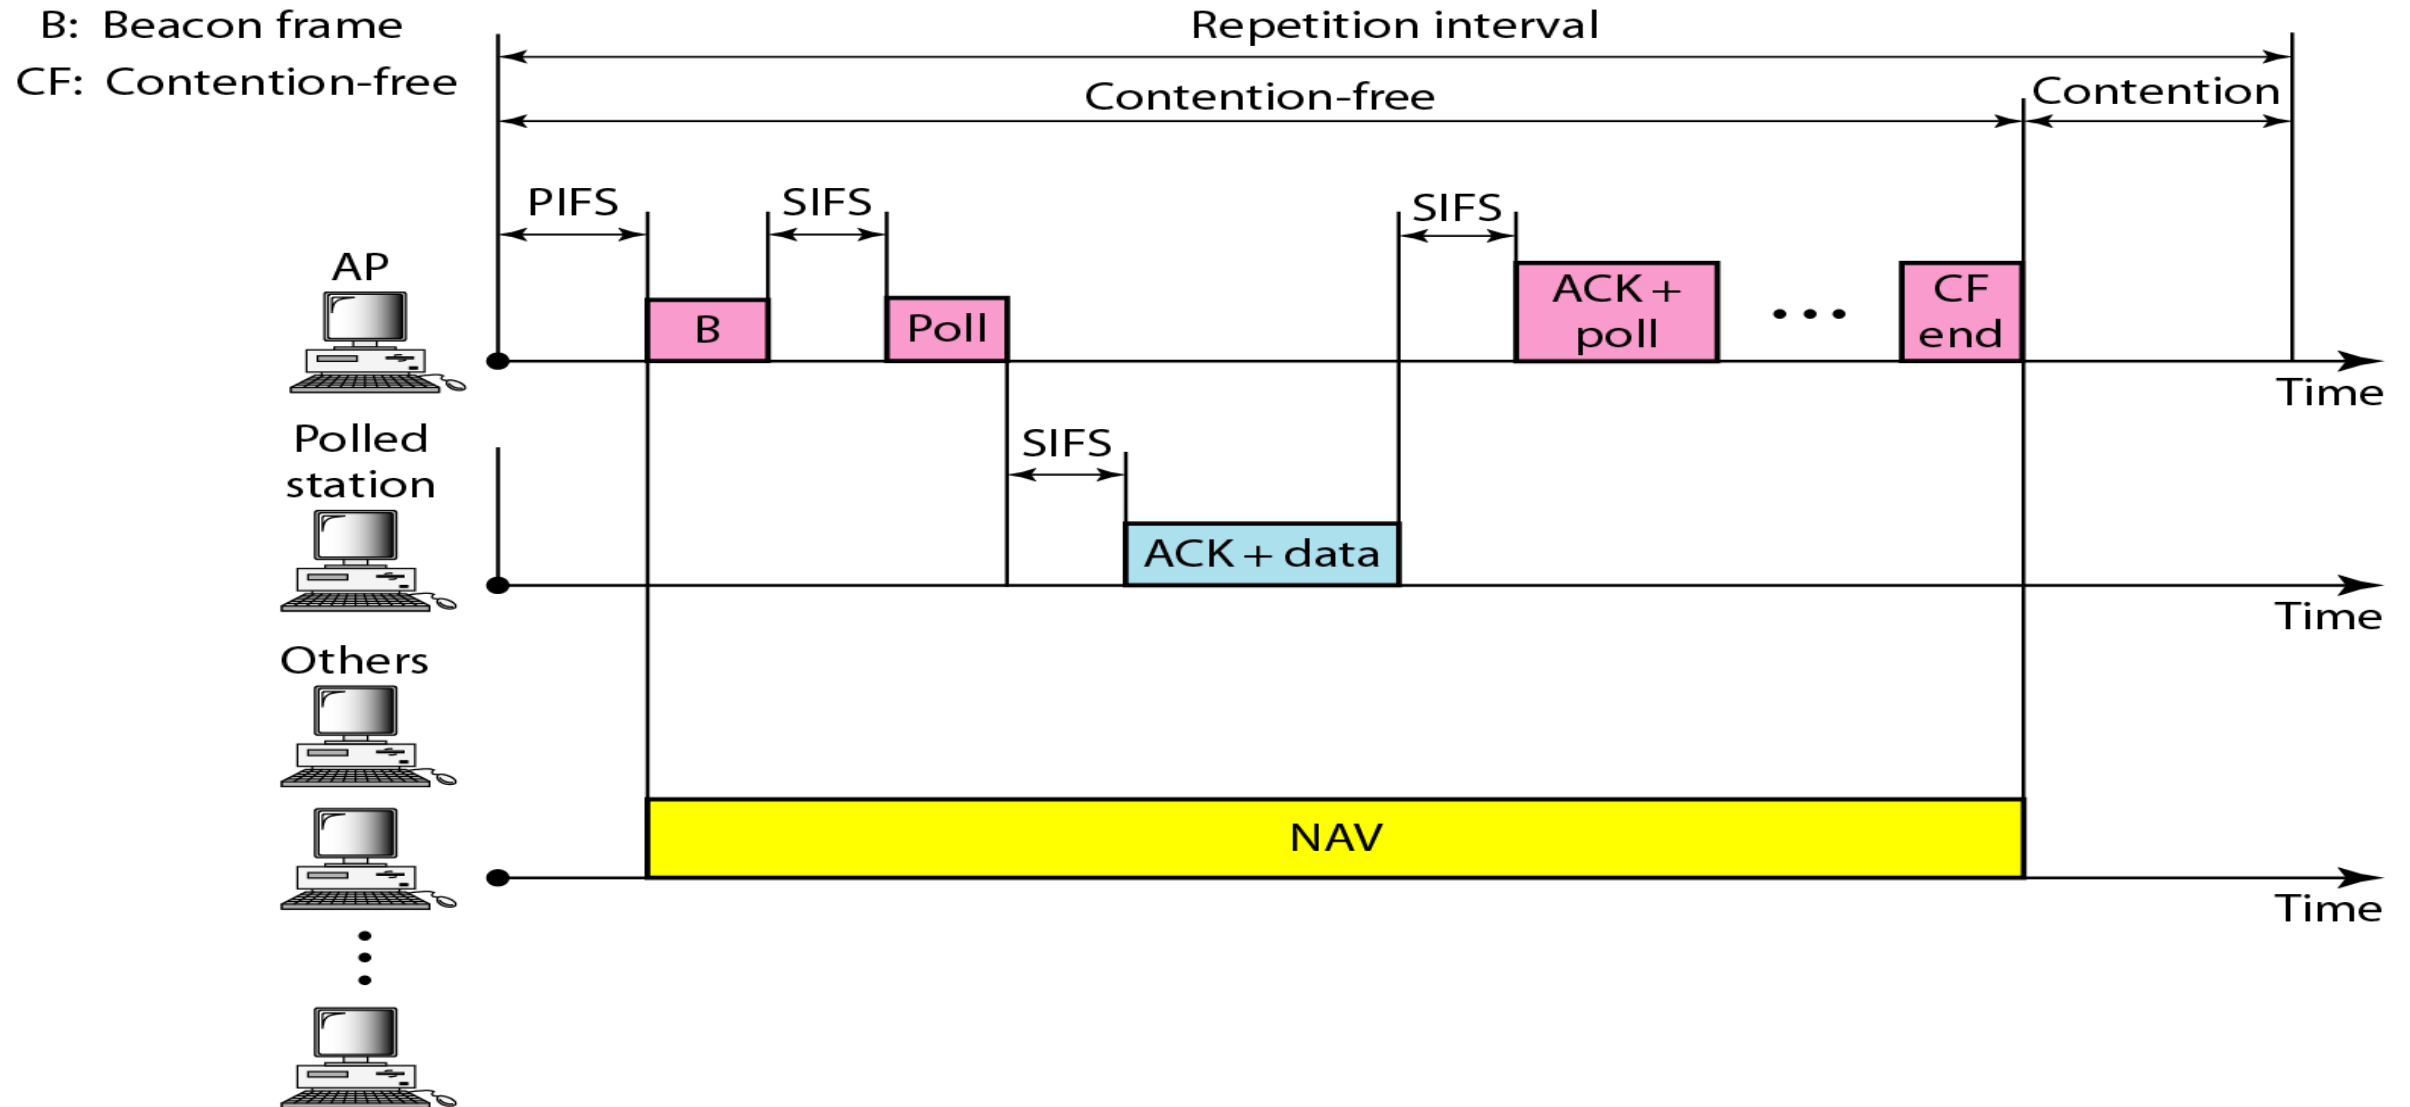 B: Beacon frame
Repetition interval
CF: Contention-free
Contention-free
Contention
PIFS
SIFS
SIFS
AP
B
Poll
ACK +
poll
CF
end
Time
Polled
station
SIFS
ACK + data
Time
Others
NAV
Time